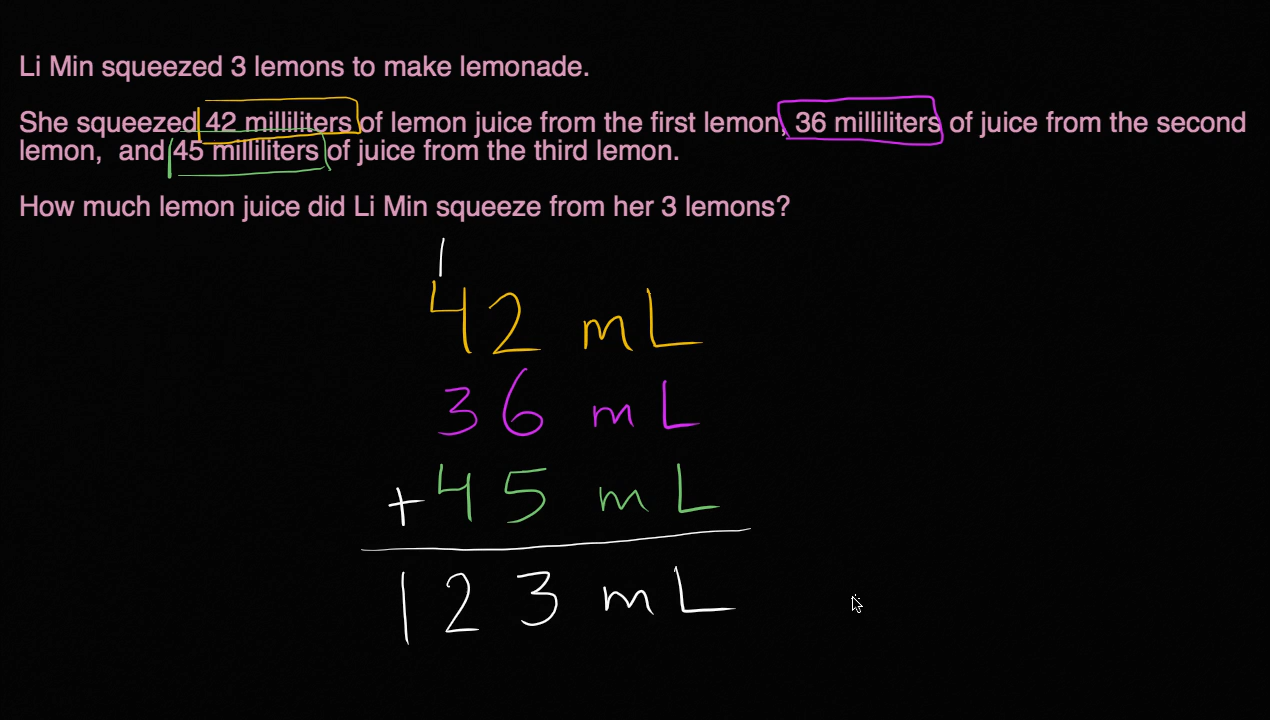 Li Min squeezed 3 lemons to make lemonade.
She squeezed 42 milliliters of lemon juice from the first lemon, 36 milliliters of juice from the second
lemon, and 45 milliliters of juice from the third lemon.
How much lemon juice did Li Min squeeze from her 3 lemons?
1
42 mL
36 mL
+ 45 mL
123 mL